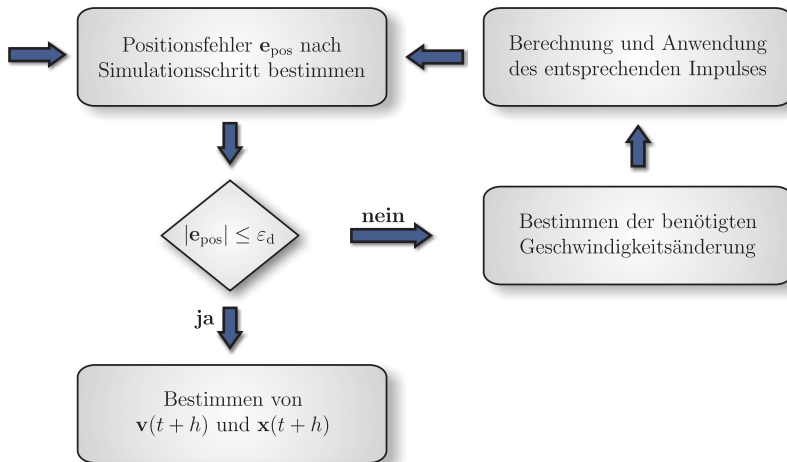 Positionsfehler e_pos nach
Simulationsschritt bestimmen
Berechnung und Anwendung
des entsprechenden Impulses
|e_pos| ≤ ε_d
nein
Bestimmen der benötigten
Geschwindigkeitsänderung
ja
Bestimmen von
v(t + h) und x(t + h)